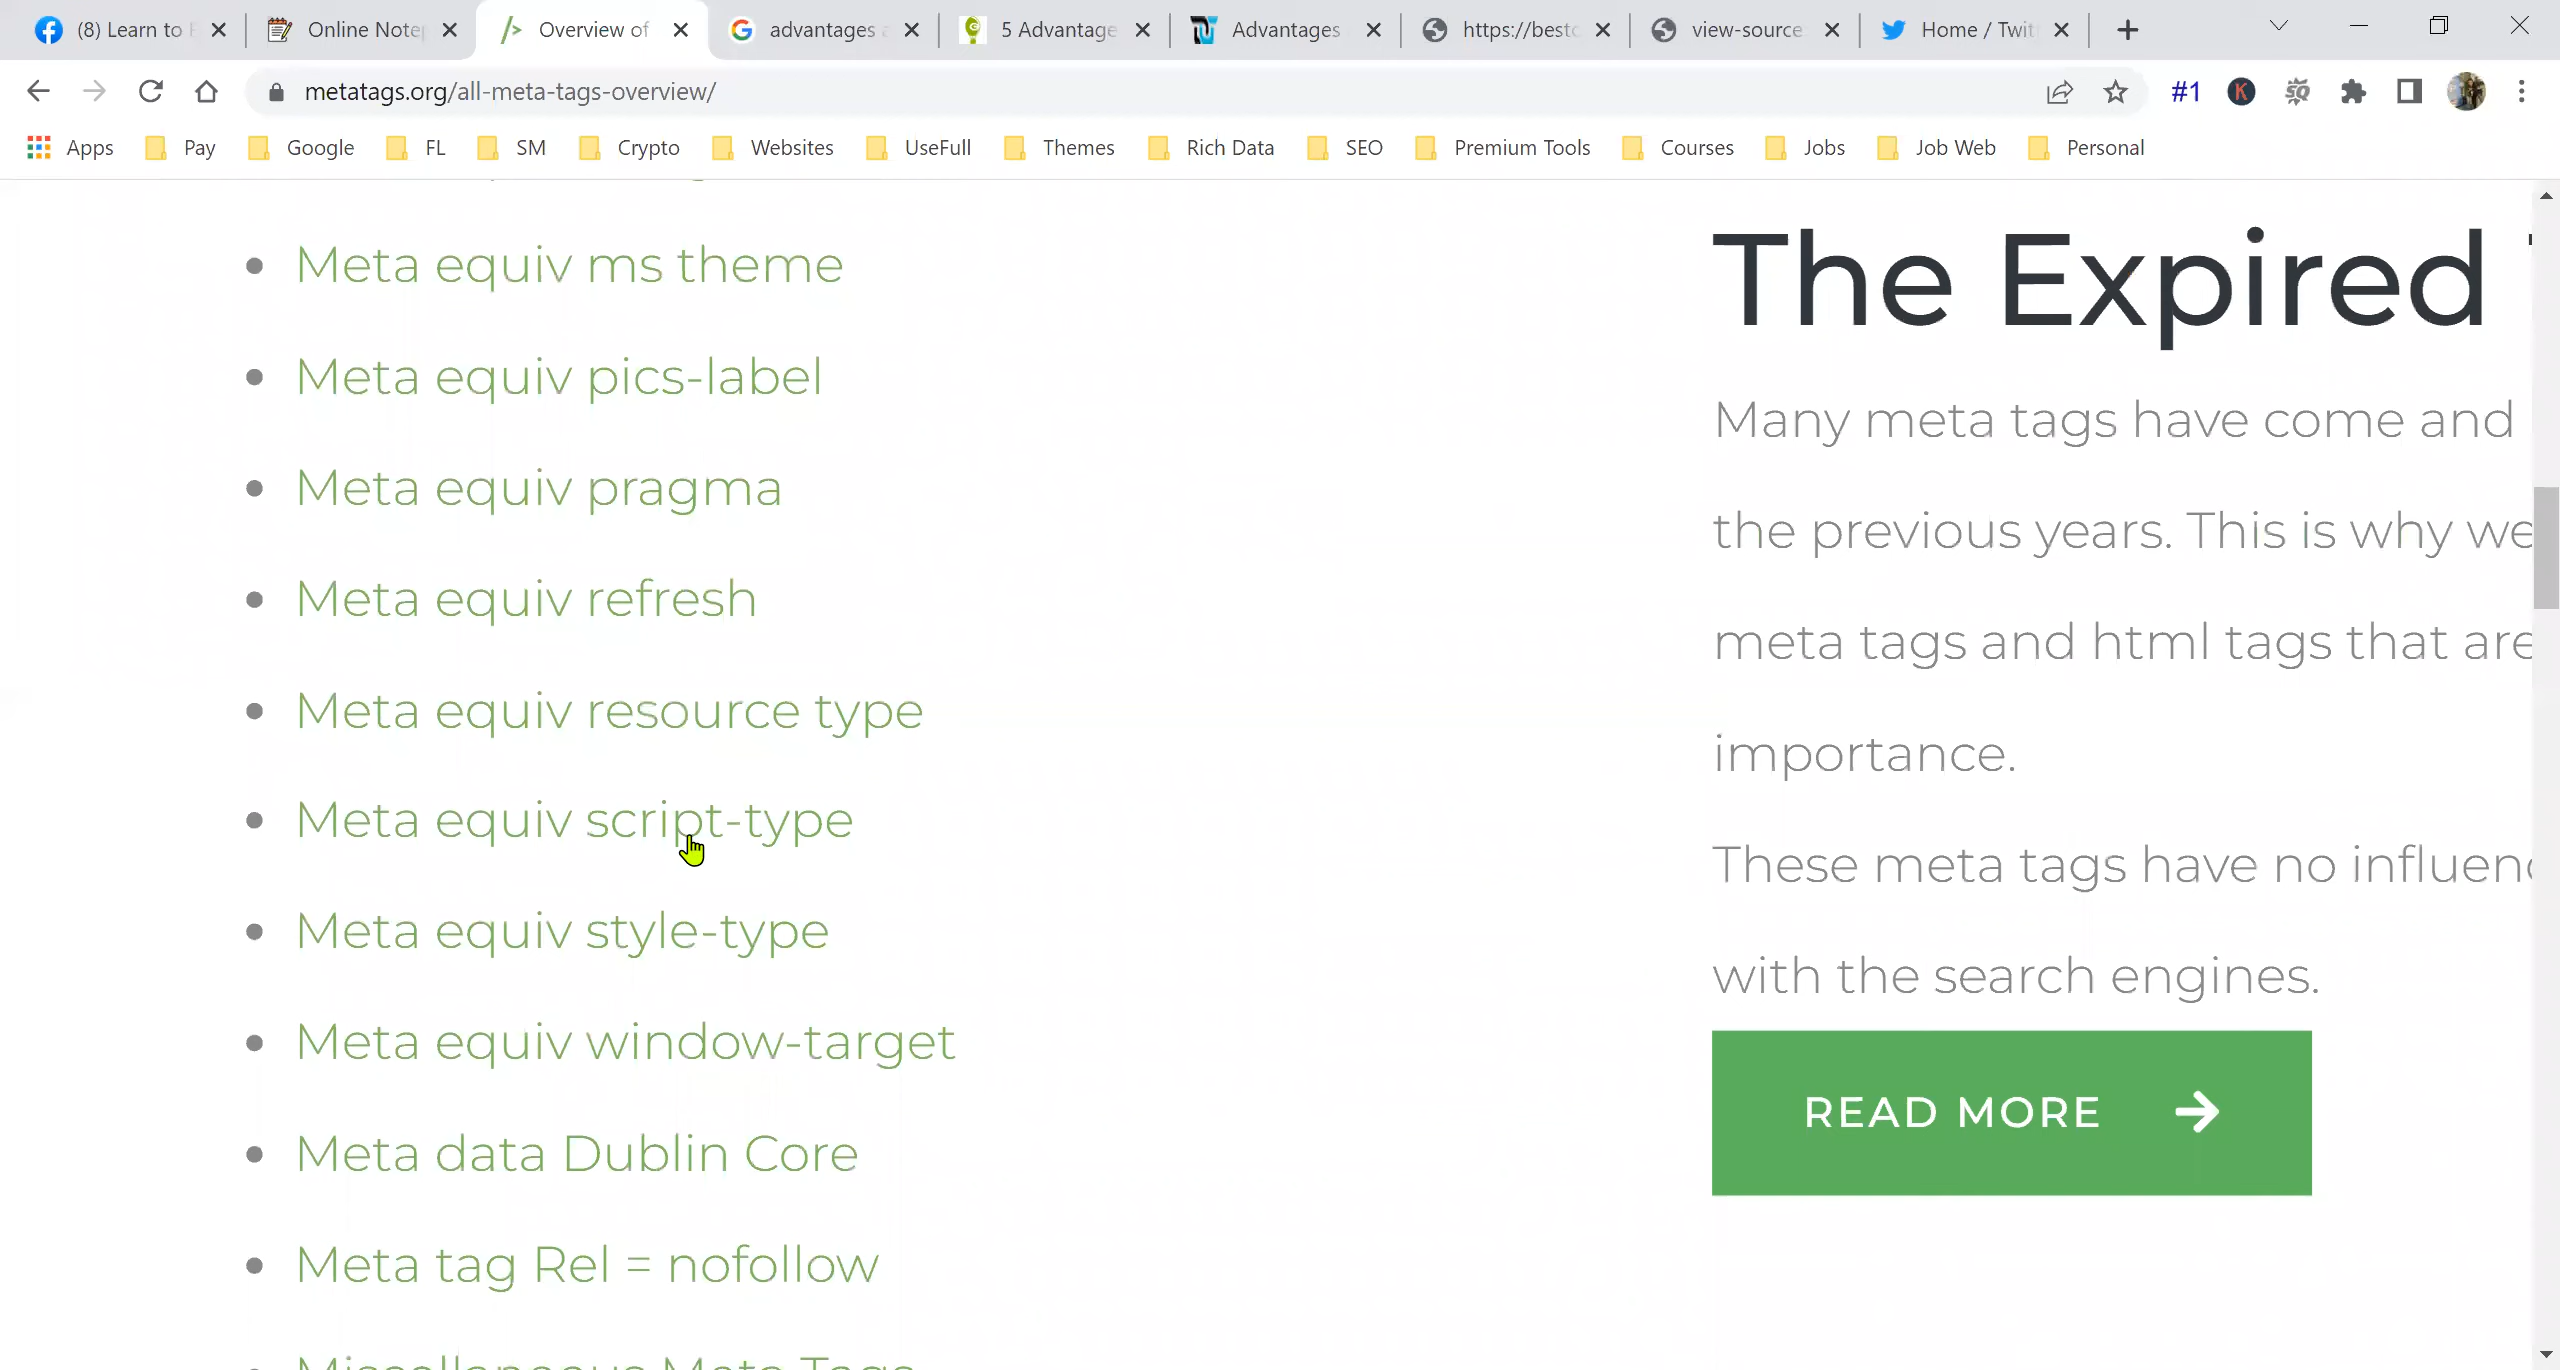 (8) Learn to
Online Note
Overview of
advantages
5 Advantage
Advantages
https://bestc
view-source
Home / Twit
metatags.org/all-meta-tags-overview/
#1
Apps
Pay
Google
FL
SM
Crypto
Websites
UseFull
Themes
Rich Data
SEO
Premium Tools
Courses
Jobs
Job Web
Personal
Meta equiv ms theme
Meta equiv pics-label
Meta equiv pragma
Meta equiv refresh
Meta equiv resource type
Meta equiv script-type
Meta equiv style-type
Meta equiv window-target
Meta data Dublin Core
Meta tag Rel = nofollow
Miscellaneous Meta Tags
The Expired
Many meta tags have come and
the previous years. This is why we
meta tags and html tags that are
importance.
These meta tags have no influen
with the search engines.
READ MORE